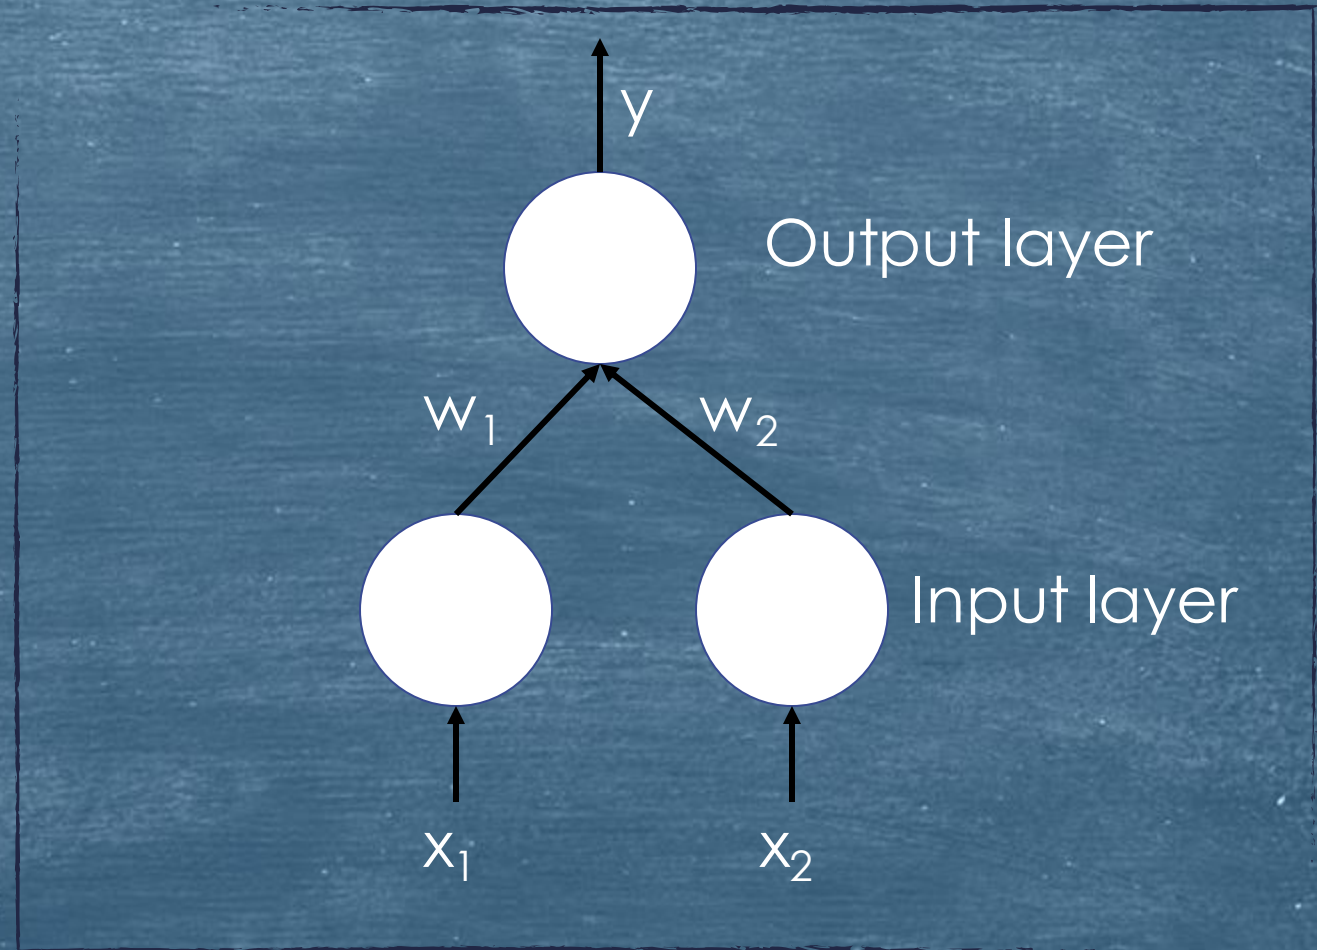 y
Output layer
w₁ w₂
Input layer
x₁ x₂